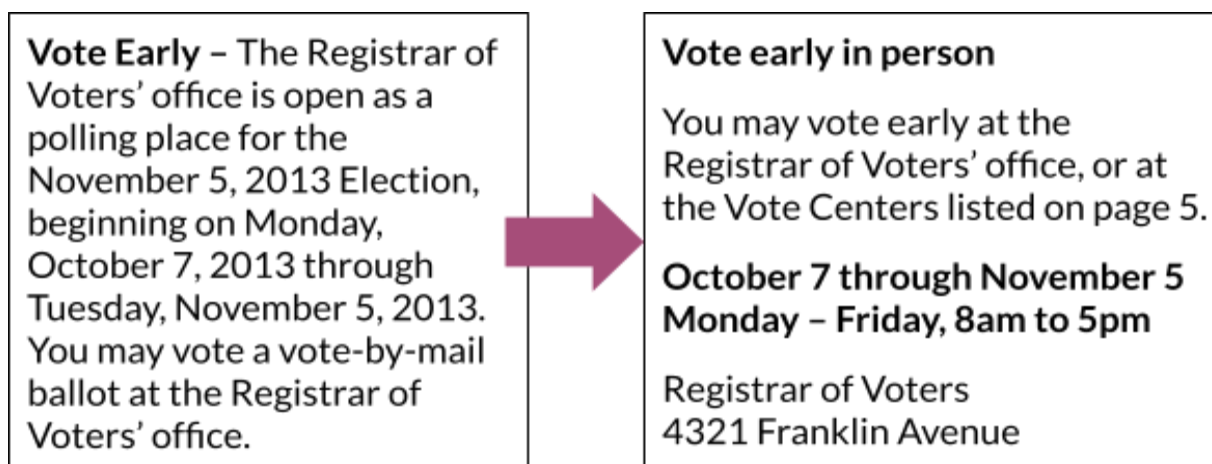 Vote Early – The Registrar of
Voters’ office is open as a
polling place for the
November 5, 2013 Election,
beginning on Monday,
October 7, 2013 through
Tuesday, November 5, 2013.
You may vote a vote-by-mail
ballot at the Registrar of
Voters’ office.
Vote early in person
You may vote early at the
Registrar of Voters’ office, or at
the Vote Centers listed on page 5.
October 7 through November 5
Monday – Friday, 8am to 5pm
Registrar of Voters
4321 Franklin Avenue